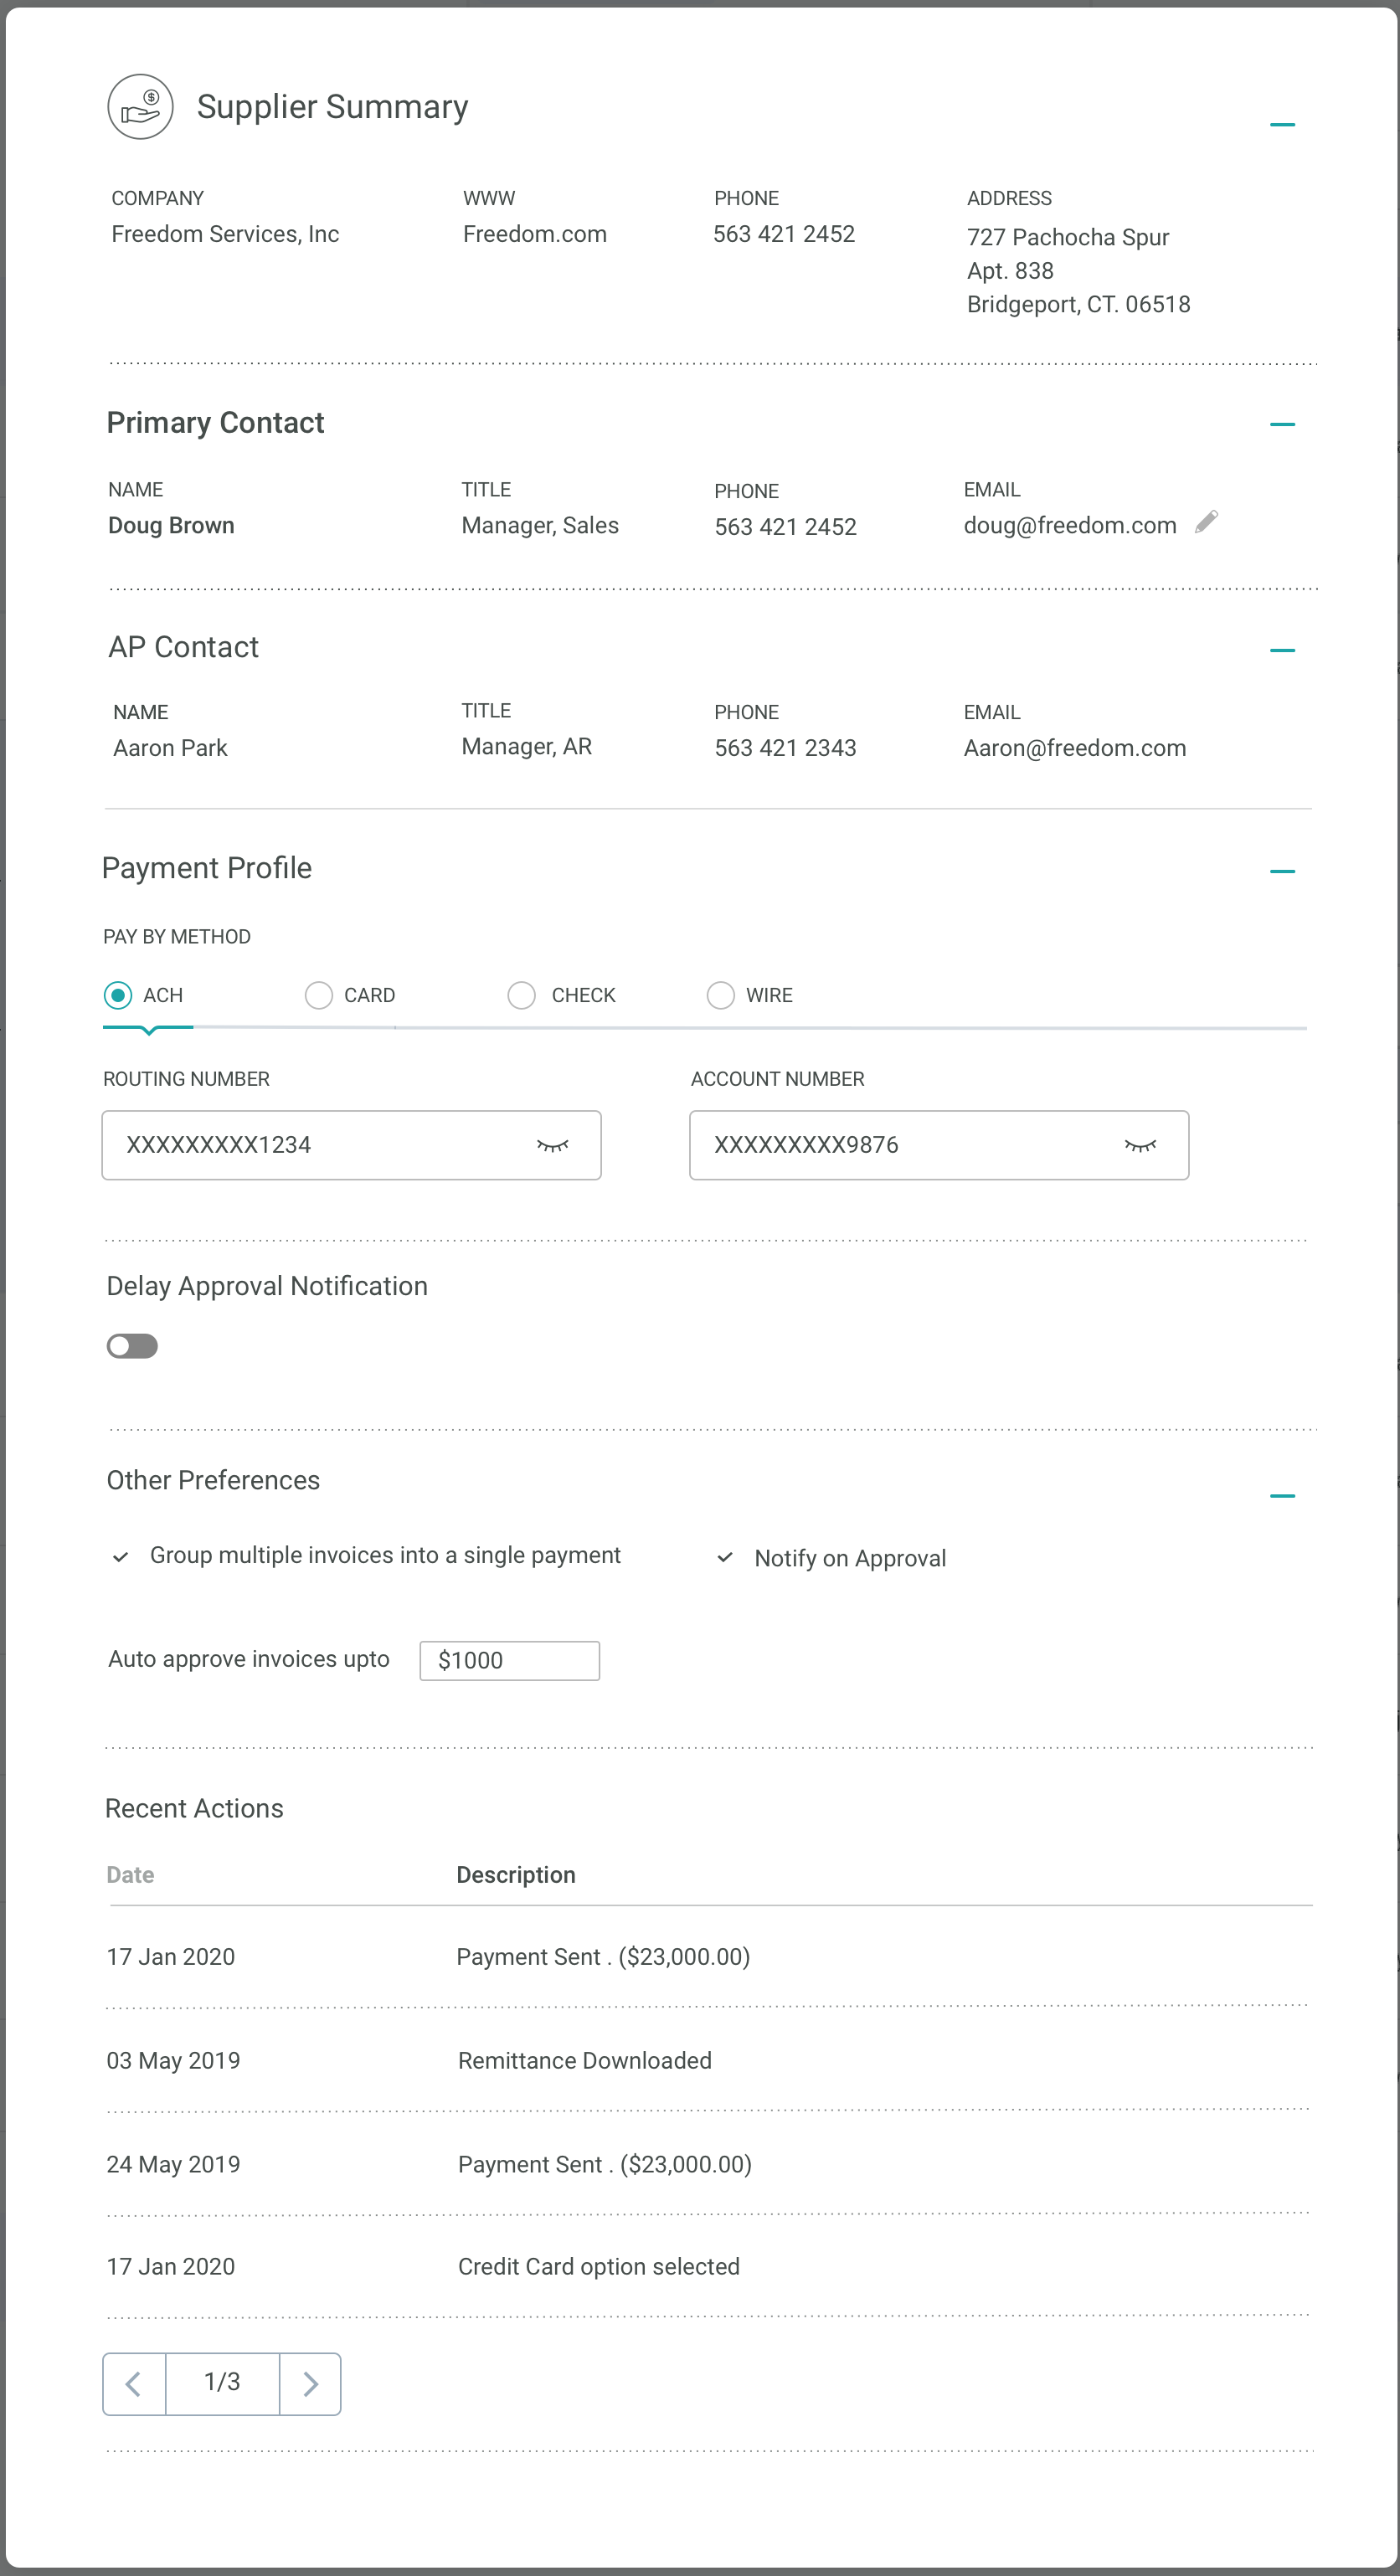 Supplier Summary
COMPANY WWW PHONE ADDRESS
Freedom Services, Inc Freedom.com 563 421 2452 727 Pachocha Spur
Apt. 838
Bridgeport, CT. 06518
Primary Contact
NAME TITLE PHONE EMAIL
Doug Brown Manager, Sales 563 421 2452 doug@freedom.com
AP Contact
NAME TITLE PHONE EMAIL
Aaron Park Manager, AR 563 421 2343 Aaron@freedom.com
Payment Profile
PAY BY METHOD
ACH CARD CHECK WIRE
ROUTING NUMBER ACCOUNT NUMBER
XXXXXXXXX1234 XXXXXXXXX9876
Delay Approval Notification
Other Preferences
Group multiple invoices into a single payment Notify on Approval
Auto approve invoices upto $1000
Recent Actions
Date Description
17 Jan 2020 Payment Sent . ($23,000.00)
03 May 2019 Remittance Downloaded
24 May 2019 Payment Sent . ($23,000.00)
17 Jan 2020 Credit Card option selected
1/3